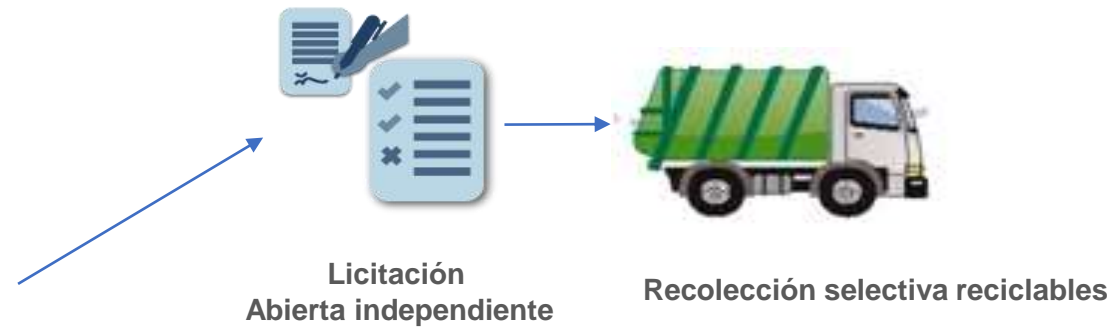 Licitación
Abierta independiente
Recolección selectiva reciclables